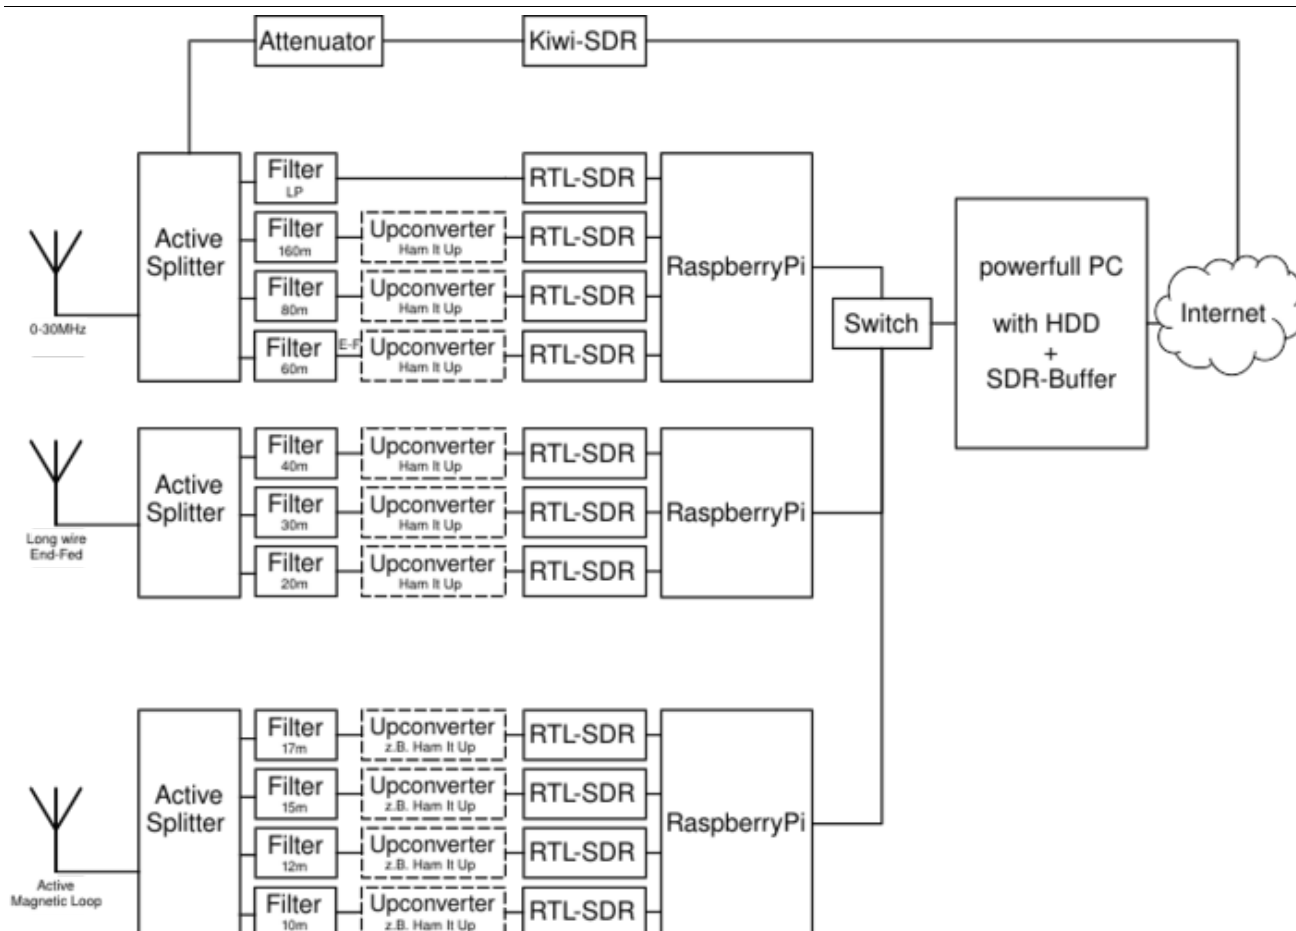 Attenuator
Kiwi-SDR
Active
Splitter
Filter
LP
RTL-SDR
Filter
160m
Upconverter
Ham It Up
RTL-SDR
Filter
80m
Upconverter
Ham It Up
RTL-SDR
Filter
60m
E-F
Upconverter
Ham It Up
RTL-SDR
RaspberryPi
0-30MHz
Switch
powerfull PC
with HDD
+
SDR-Buffer
Internet
Long wire
End-Fed
Active
Splitter
Filter
40m
Upconverter
Ham It Up
RTL-SDR
Filter
30m
Upconverter
Ham It Up
RTL-SDR
Filter
20m
Upconverter
Ham It Up
RTL-SDR
RaspberryPi
Active
Magnetic Loop
Active
Splitter
Filter
17m
Upconverter
z.B. Ham It Up
RTL-SDR
Filter
15m
Upconverter
z.B. Ham It Up
RTL-SDR
Filter
12m
Upconverter
z.B. Ham It Up
RTL-SDR
Filter
10m
Upconverter
z.B. Ham It Up
RTL-SDR
RaspberryPi